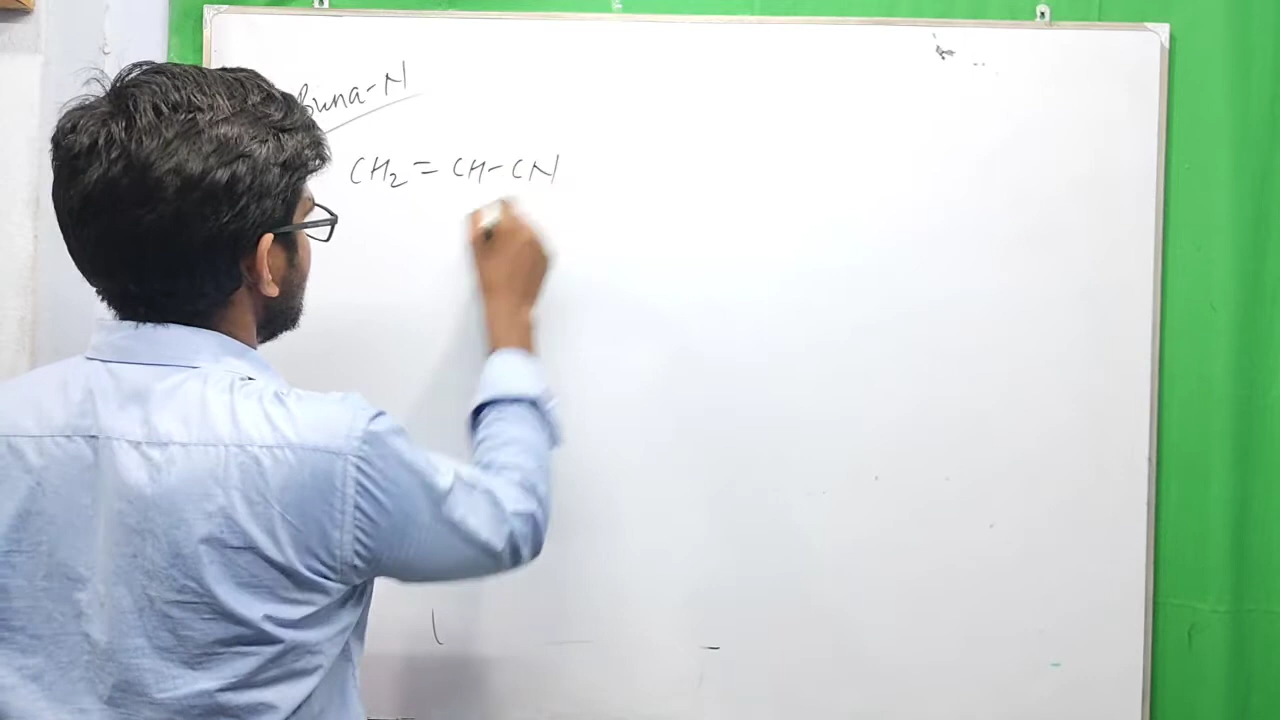 Buna-N
CH₂ = CH-CN